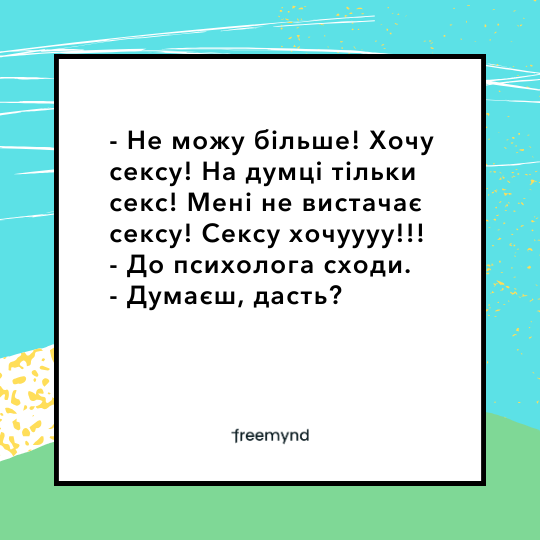 - Не можу більше! Хочу
сексу! На думці тільки
секс! Мені не вистачає
сексу! Сексу хочуууу!!!
- До психолога сходи.
- Думаєш, дасть?
freemynd